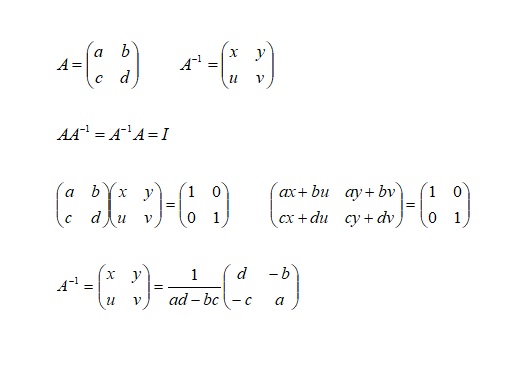 A = (a b; c d)    A⁻¹ = (x y; u v)
AA⁻¹ = A⁻¹A = I
(a b; c d)(x y; u v) = (1 0; 0 1)    (ax + bu ay + bv; cx + du cy + dv) = (1 0; 0 1)
A⁻¹ = (x y; u v) = 1/(ad − bc) (d −b; −c a)